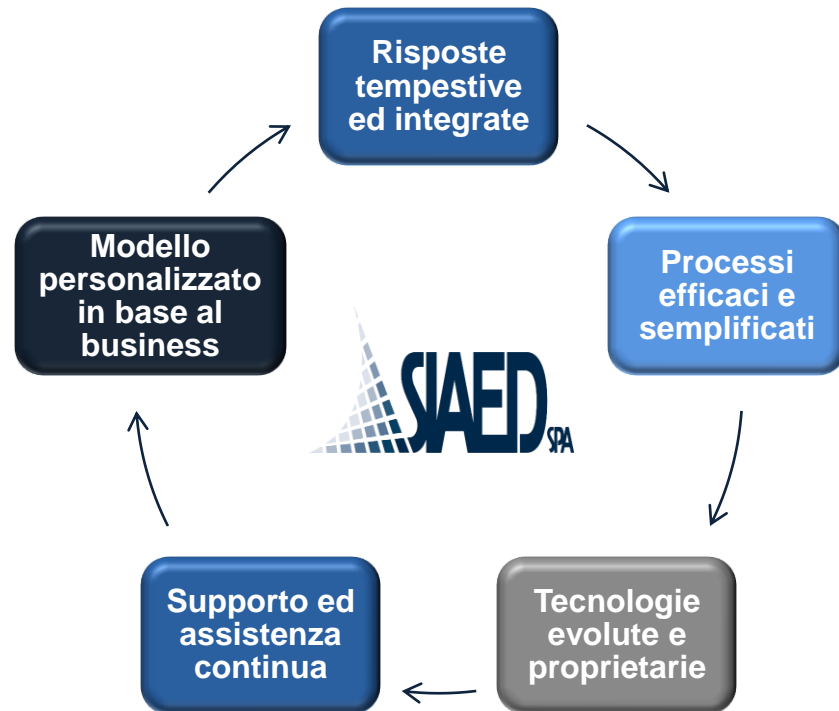 Risposte
tempestive
ed integrate
Processi
efficaci e
semplificati
Tecnologie
evolute e
proprietarie
Supporto ed
assistenza
continua
Modello
personalizzato
in base al
business
SIAED SPA